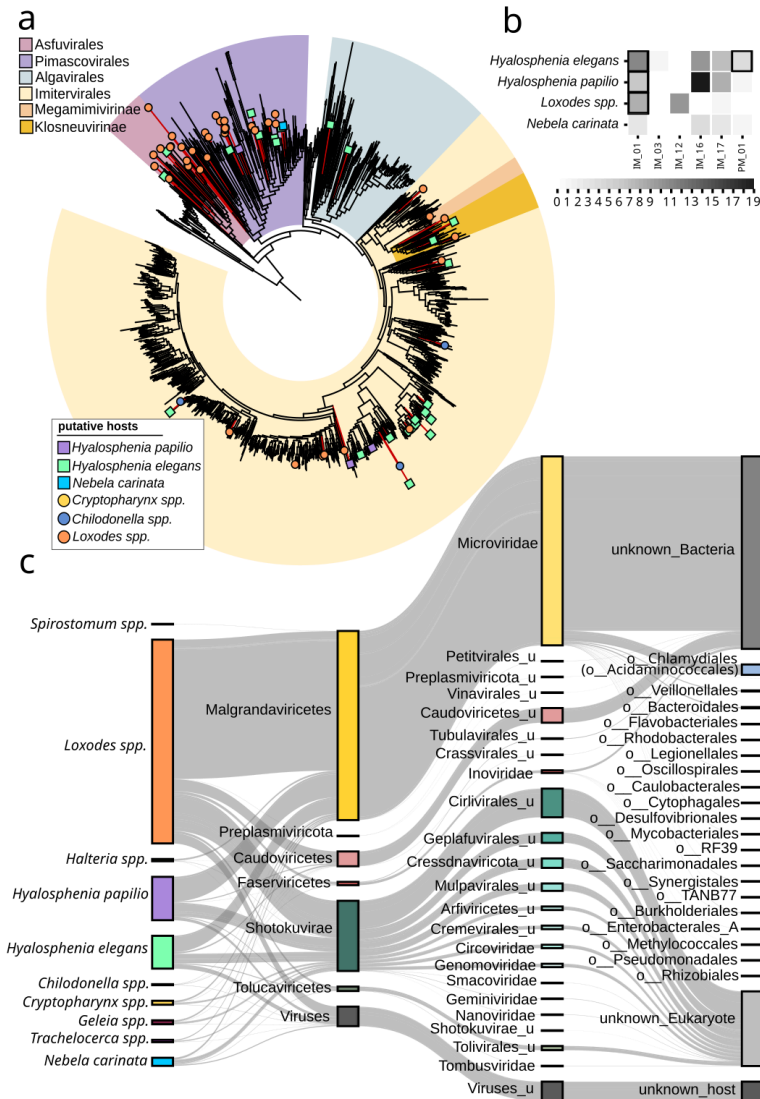 a
Asfuvirales
Pimascovirales
Algavirales
Imitervirales
Megamimivirinae
Klosneuvirinae
putative hosts
Hyalosphenia papilio
Hyalosphenia elegans
Nebela carinata
Cryptopharynx spp.
Chilodonella spp.
Loxodes spp.
b
Hyalosphenia elegans
Hyalosphenia papilio
Loxodes spp.
Nebela carinata
IM_01
IM_03
IM_12
IM_16
IM_17
PM_01
0 1 2 3 4 5 6 7 8 9 11 13 15 17 19
c
Spirostomum spp.
Loxodes spp.
Halteria spp.
Hyalosphenia papilio
Hyalosphenia elegans
Chilodonella spp.
Cryptopharynx spp.
Geleia spp.
Trachelocerca spp.
Nebela carinata
Malgrandaviricetes
Preplasmiviricota
Caudoviricetes
Faserviricetes
Shotokuvirae
Tolucaviricetes
Viruses
Microviridae
Petitvirales_u
Preplasmiviricota_u
Vinavirales_u
Caudoviricetes_u
Tubulavirales_u
Crassvirales_u
Inoviridae
Cirlivirales_u
Geplafuvirales_u
Cressdnaviricota_u
Mulpavirales_u
Arfiviricetes_u
Cremevirales_u
Circoviridae
Genomoviridae
Smacoviridae
Geminiviridae
Nanoviridae
Shotokuvirae_u
Tolivirales_u
Tombusviridae
Viruses_u
unknown_Bacteria
o__Chlamydiales
(o__Acidaminococcales)
o__Veillonellales
o__Bacteroidales
o__Flavobacteriales
o__Rhodobacterales
o__Legionellales
o__Oscillospirales
o__Caulobacterales
o__Cytophagales
o__Desulfovibrionales
o__Mycobacteriales
o__RF39
o__Saccharimonadales
o__Synergistales
o__TANB77
o__Burkholderiales
o__Enterobacterales_A
o__Methylococcales
o__Pseudomonadales
o__Rhizobiales
unknown_Eukaryote
unknown_host